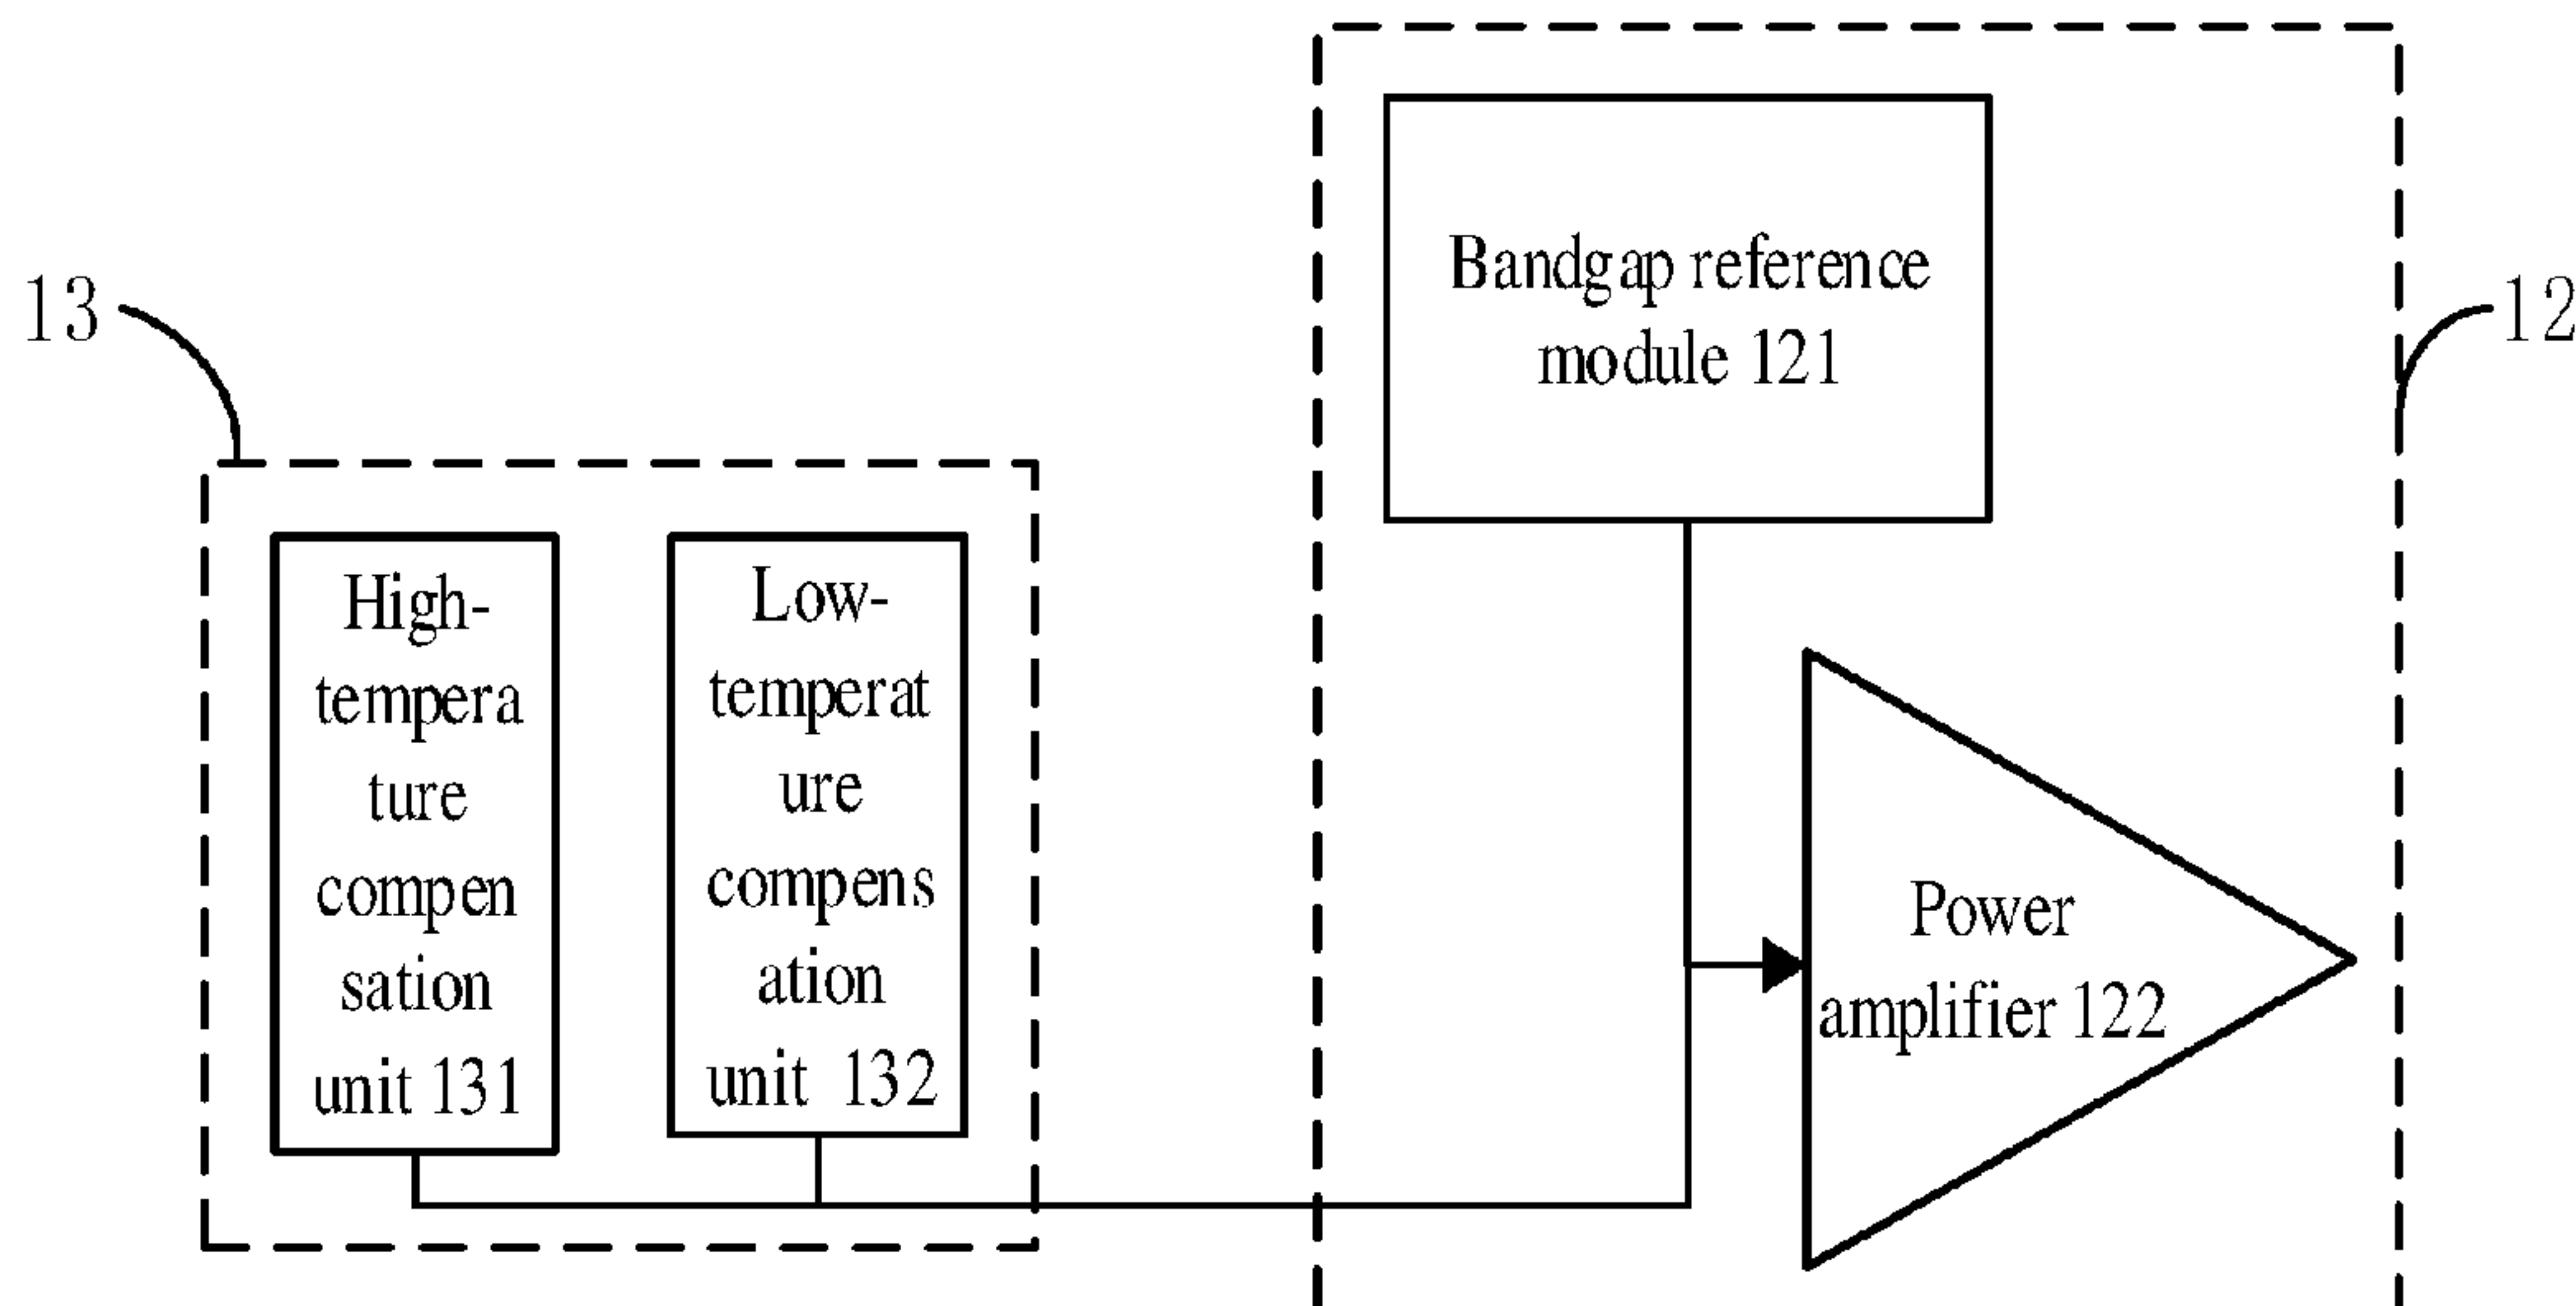 13
12
Bandgap reference
module 121
High-
tempera
ture
compen
sation
unit 131
Low-
temperat
ure
compens
ation
unit 132
Power
amplifier 122